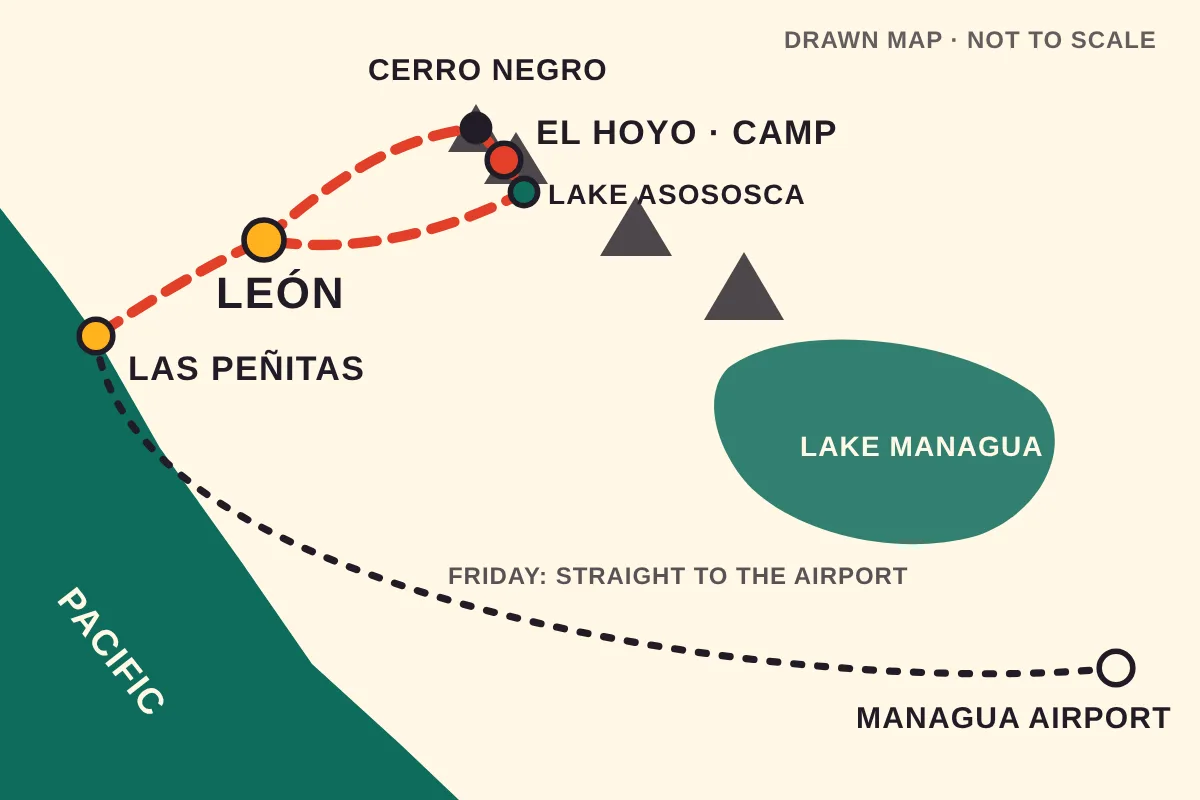 DRAWN MAP · NOT TO SCALE
CERRO NEGRO
EL HOYO · CAMP
LAKE ASOSOSCA
LEÓN
LAS PEÑITAS
LAKE MANAGUA
FRIDAY: STRAIGHT TO THE AIRPORT
PACIFIC
MANAGUA AIRPORT